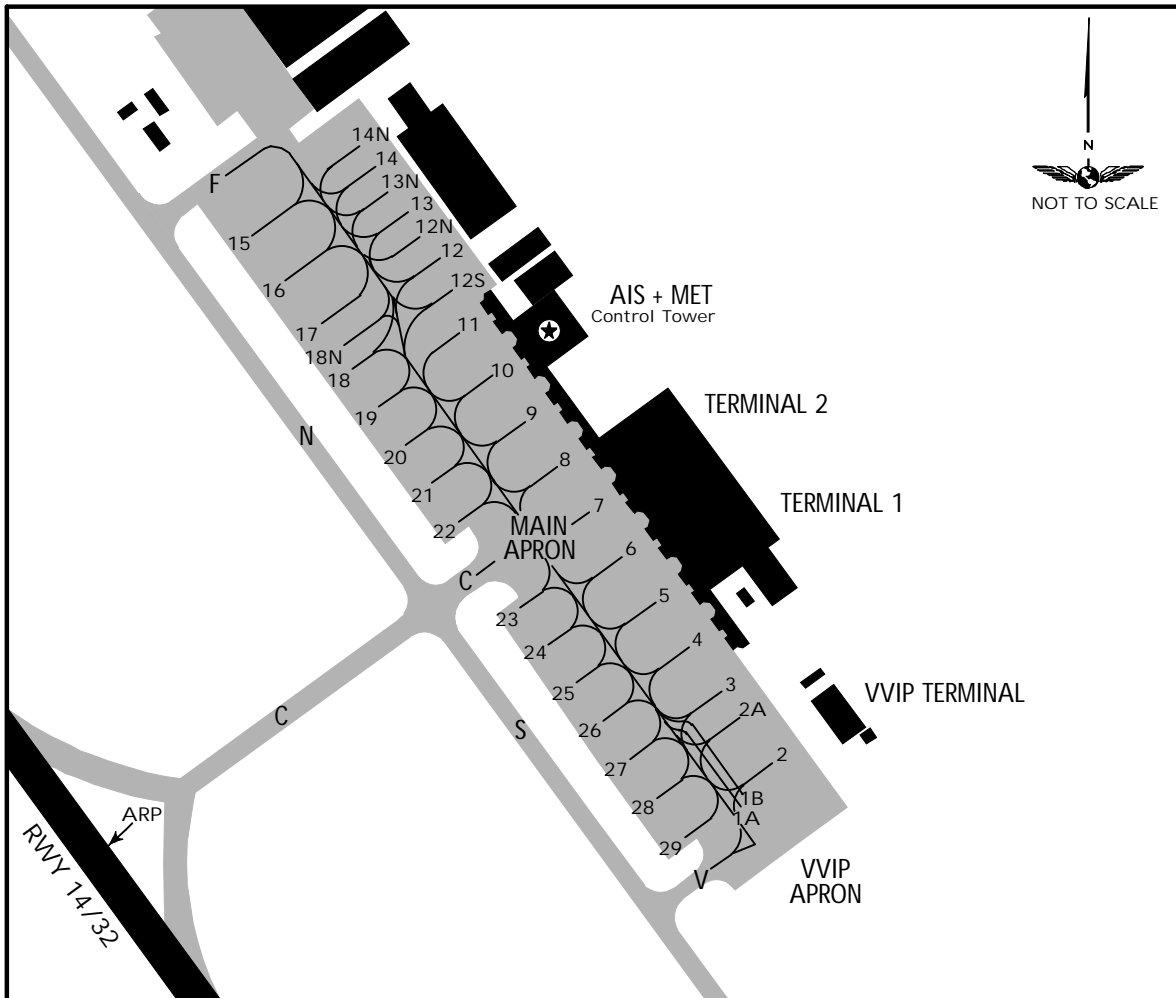 14N
14
13N
13
12N
12
12S
11
10
9
8
7
6
5
4
3
2A
2
1B
1A
F
15
16
17
18N
18
19
20
21
22
C
23
24
25
26
27
28
29
V
N
S
C
MAIN
APRON
AIS + MET
Control Tower
TERMINAL 2
TERMINAL 1
VVIP TERMINAL
VVIP
APRON
ARP
RWY 14/32
N
NOT TO SCALE